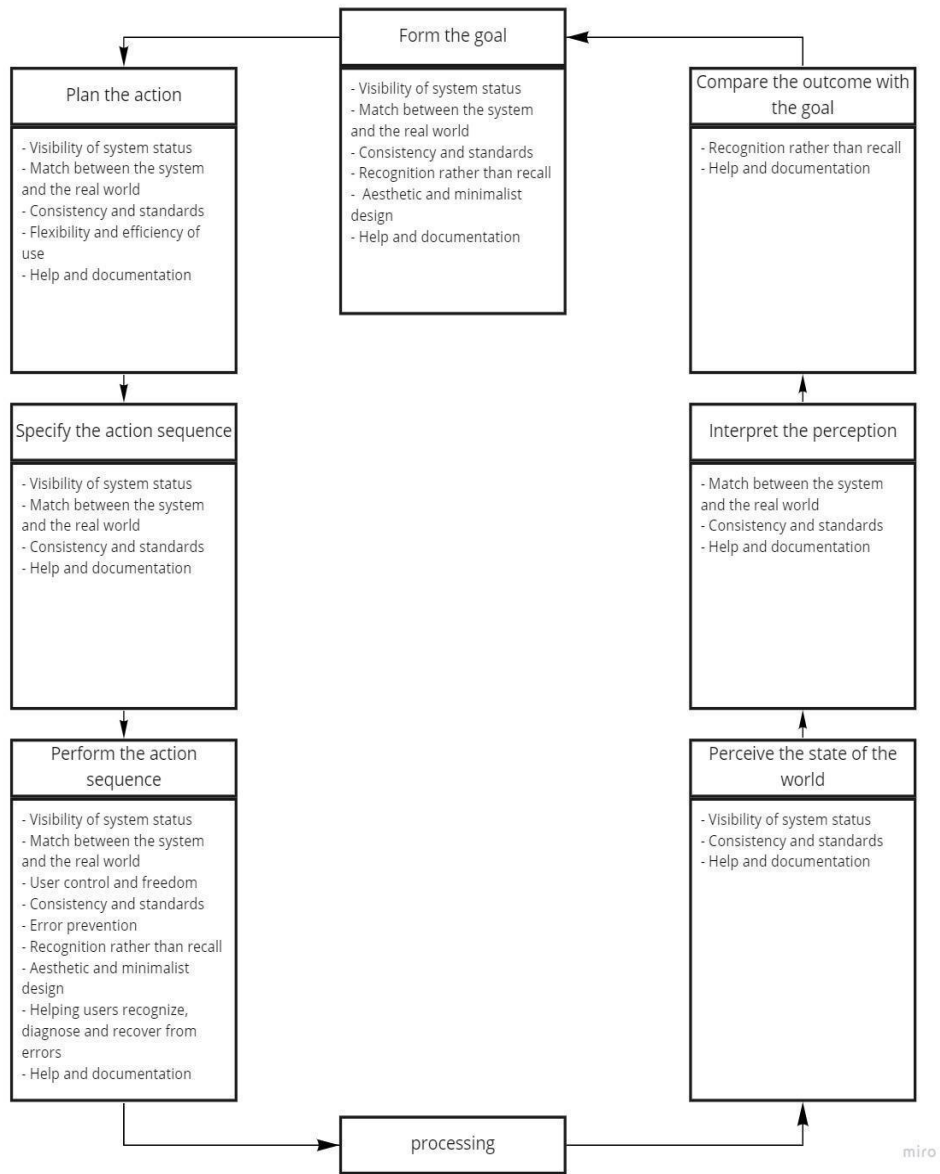 Form the goal
- Visibility of system status
- Match between the system
and the real world
- Consistency and standards
- Recognition rather than recall
- Aesthetic and minimalist
design
- Help and documentation
Plan the action
- Visibility of system status
- Match between the system
and the real world
- Consistency and standards
- Flexibility and efficiency of
use
- Help and documentation
Specify the action sequence
- Visibility of system status
- Match between the system
and the real world
- Consistency and standards
- Help and documentation
Perform the action
sequence
- Visibility of system status
- Match between the system
and the real world
- User control and freedom
- Consistency and standards
- Error prevention
- Recognition rather than recall
- Aesthetic and minimalist
design
- Helping users recognize,
diagnose and recover from
errors
- Help and documentation
processing
Perceive the state of the
world
- Visibility of system status
- Consistency and standards
- Help and documentation
Interpret the perception
- Match between the system
and the real world
- Consistency and standards
- Help and documentation
Compare the outcome with
the goal
- Recognition rather than recall
- Help and documentation
miro